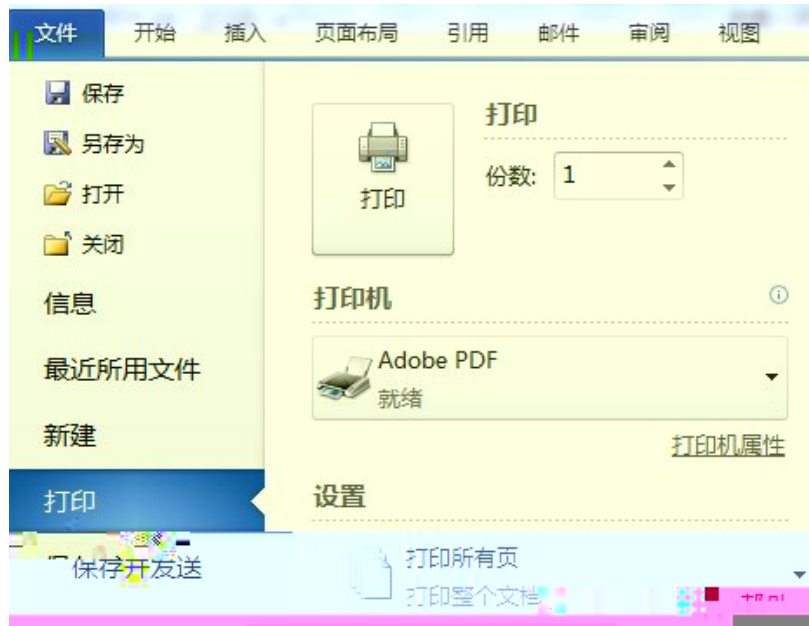 文件 开始 插入 页面布局 引用 邮件 审阅 视图
保存
另存为
打开
关闭
信息
最近所用文件
新建
打印
保存并发送
打印
打印
份数: 1
打印机
Adobe PDF
就绪
打印机属性
设置
打印所有页
打印整个文档